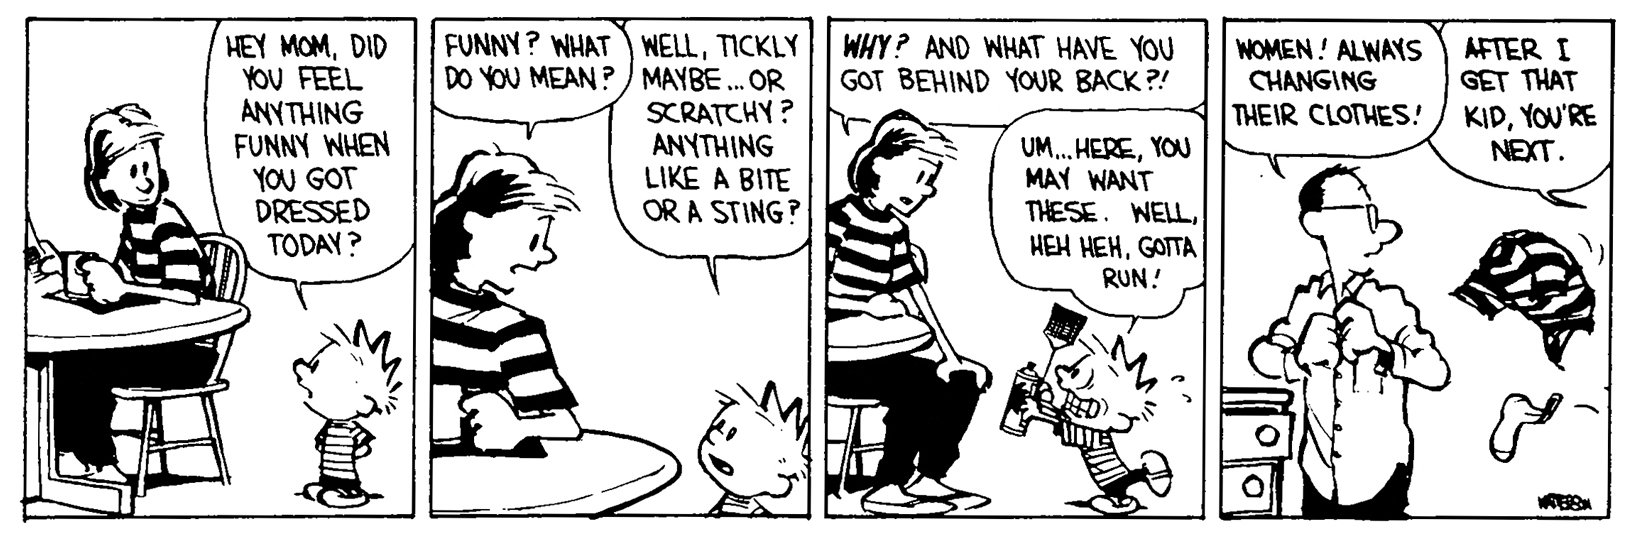 HEY MOM, DID
YOU FEEL
ANYTHING
FUNNY WHEN
YOU GOT
DRESSED
TODAY?
FUNNY? WHAT
DO YOU MEAN?
WELL, TICKLY
MAYBE... OR
SCRATCHY?
ANYTHING
LIKE A BITE
OR A STING?
WHY? AND WHAT HAVE YOU
GOT BEHIND YOUR BACK?!
UM... HERE, YOU
MAY WANT
THESE. WELL,
HEH HEH, GOTTA
RUN!
WOMEN! ALWAYS
CHANGING
THEIR CLOTHES!
AFTER I
GET THAT
KID, YOU'RE
NEXT.
WATTERSON